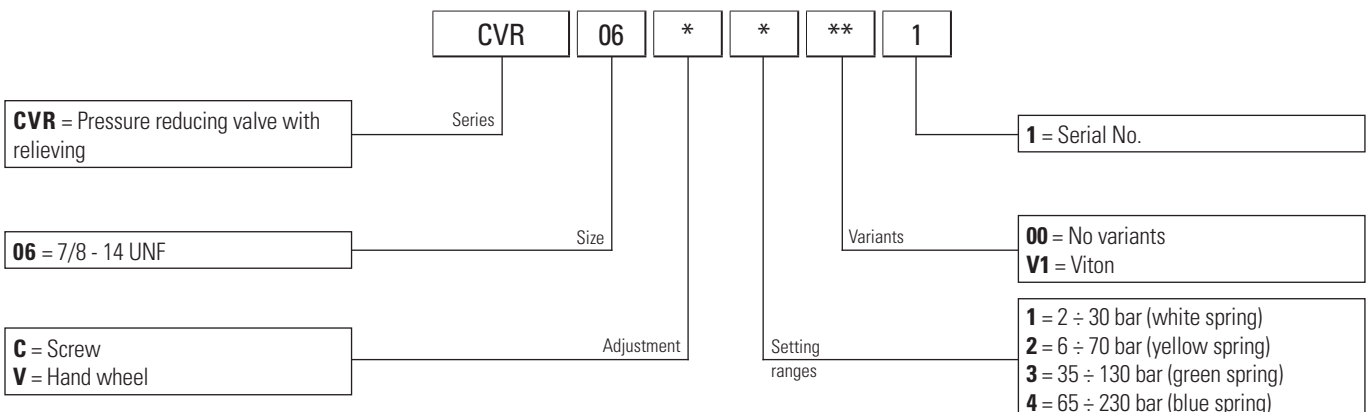 CVR 06 * * ** 1
CVR = Pressure reducing valve with
relieving
Series
1 = Serial No.
06 = 7/8 - 14 UNF
Size
Variants
00 = No variants
V1 = Viton
C = Screw
V = Hand wheel
Adjustment
Setting
ranges
1 = 2 ÷ 30 bar (white spring)
2 = 6 ÷ 70 bar (yellow spring)
3 = 35 ÷ 130 bar (green spring)
4 = 65 ÷ 230 bar (blue spring)